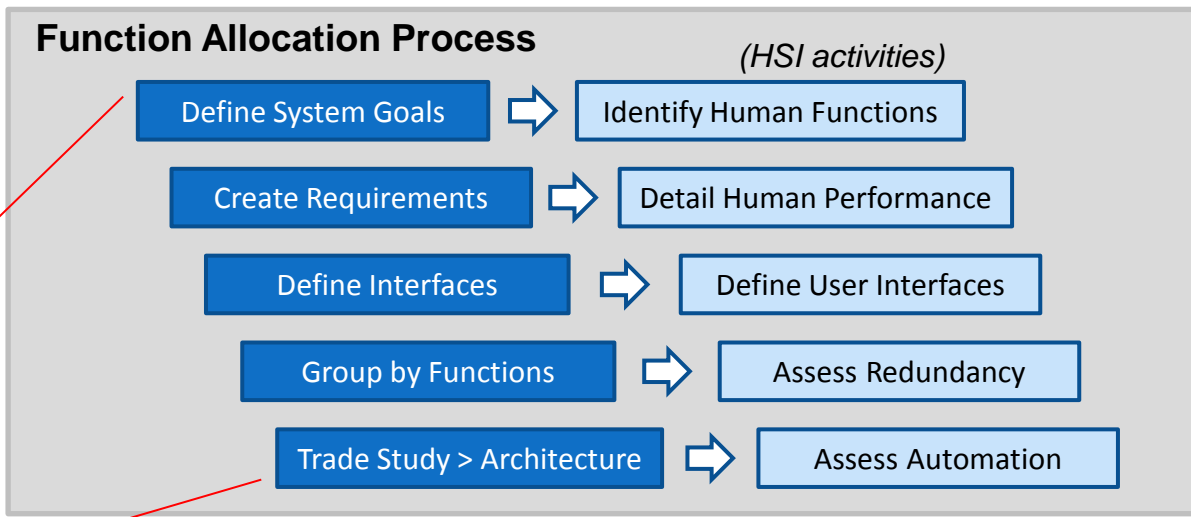 Function Allocation Process
(HSI activities)
Define System Goals
Identify Human Functions
Create Requirements
Detail Human Performance
Define Interfaces
Define User Interfaces
Group by Functions
Assess Redundancy
Trade Study > Architecture
Assess Automation